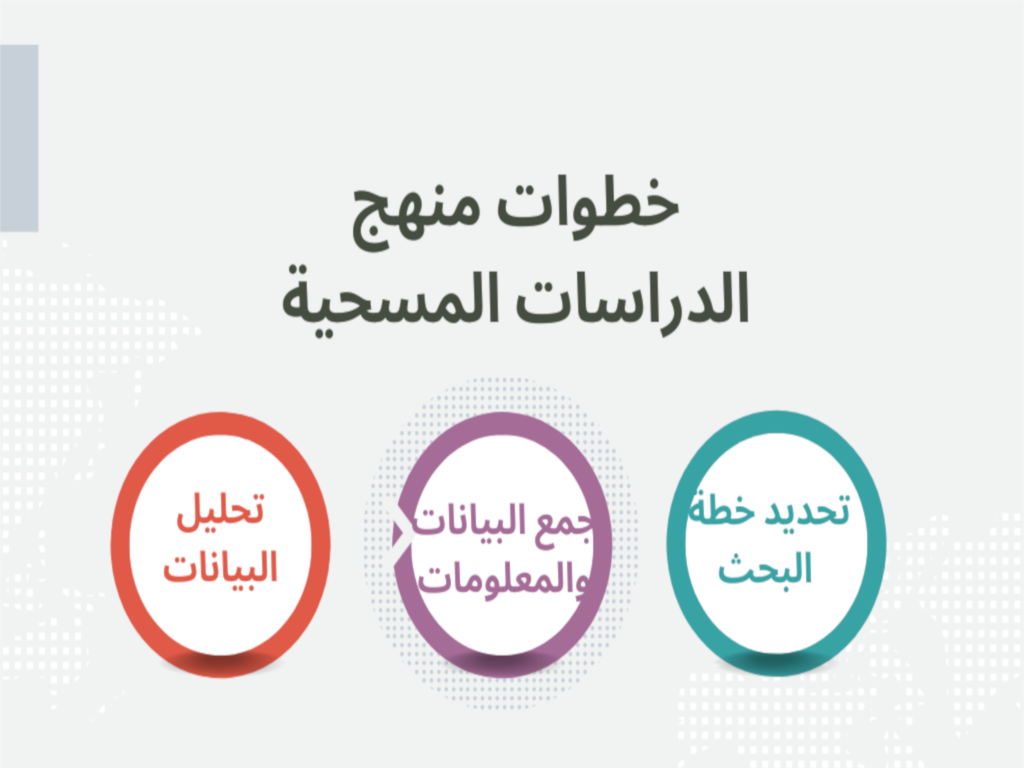 خطوات منهج
الدراسات المسحية
تحديد خطة
البحث
جمع البيانات
والمعلومات
تحليل
البيانات